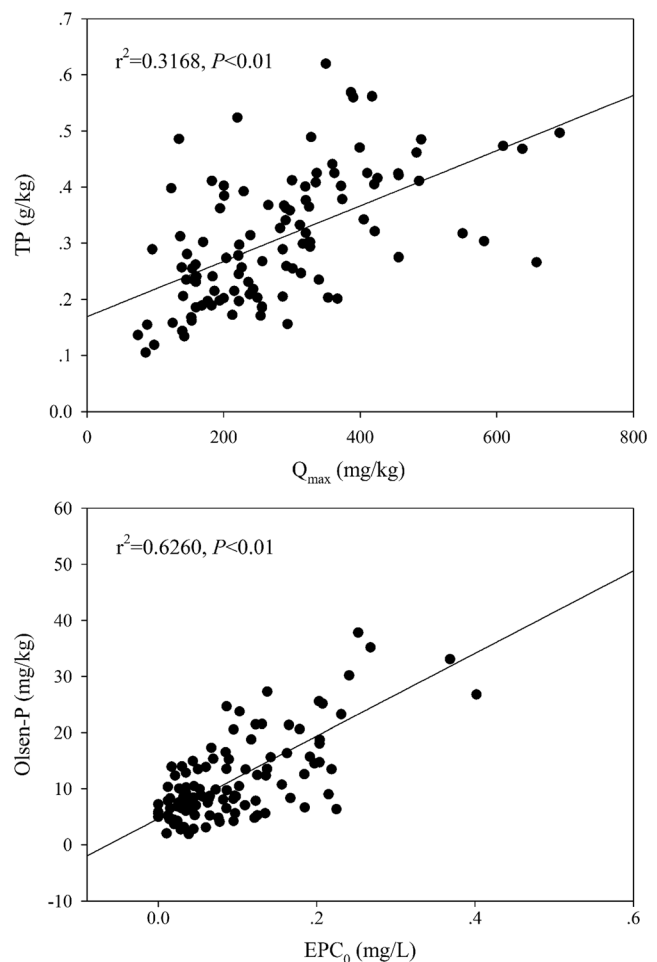 .7
r²=0.3168, P<0.01
.6
.5
.4
TP (g/kg)
.3
.2
.1
0.0
0 200 400 600 800
Qmax (mg/kg)
60
r²=0.6260, P<0.01
50
40
30
Olsen-P (mg/kg)
20
10
0
-10
0.0 .2 .4 .6
EPC₀ (mg/L)